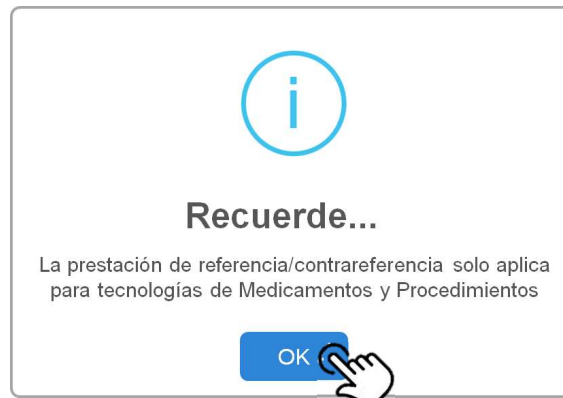 i
Recuerde...
La prestación de referencia/contrareferencia solo aplica
para tecnologías de Medicamentos y Procedimientos
OK